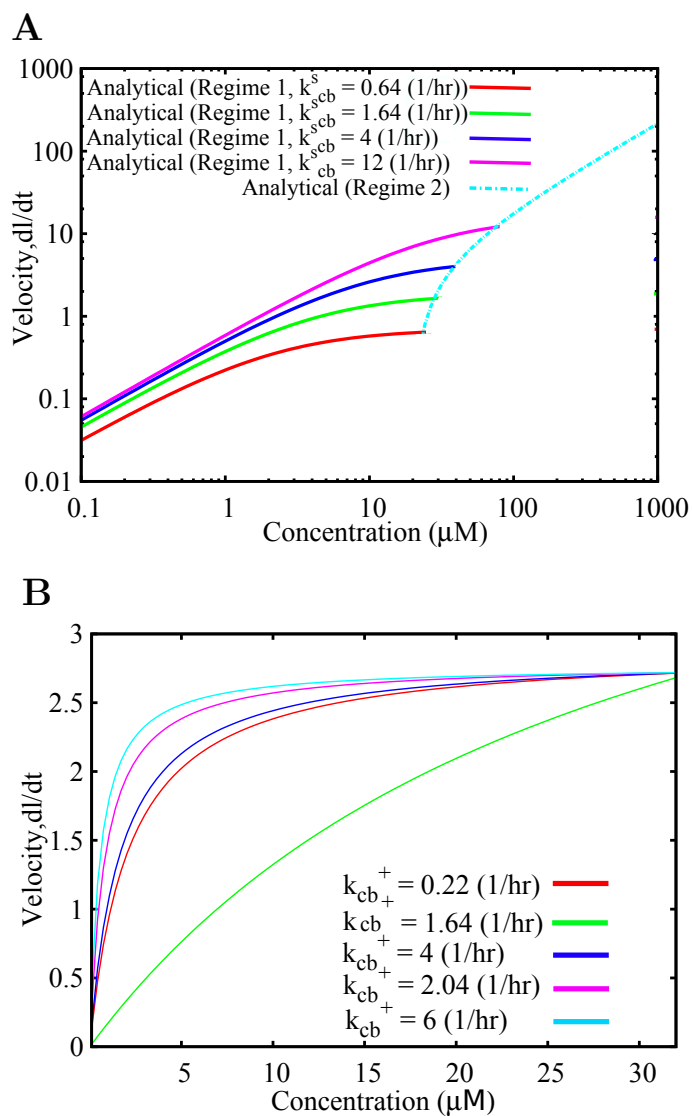 A
1000
100
10
1
0.1
0.01
Velocity,dl/dt
Analytical (Regime 1, k^s_cb = 0.64 (1/hr))
Analytical (Regime 1, k^s_cb = 1.64 (1/hr))
Analytical (Regime 1, k^s_cb = 4 (1/hr))
Analytical (Regime 1, k^s_cb = 12 (1/hr))
Analytical (Regime 2)
0.1 1 10 100 1000
Concentration (μM)
B
3
2.5
2
1.5
1
0.5
0
Velocity,dl/dt
k_cb^+ = 0.22 (1/hr)
k_cb^+ = 1.64 (1/hr)
k_cb^+ = 4 (1/hr)
k_cb^+ = 2.04 (1/hr)
k_cb^+ = 6 (1/hr)
5 10 15 20 25 30
Concentration (μM)